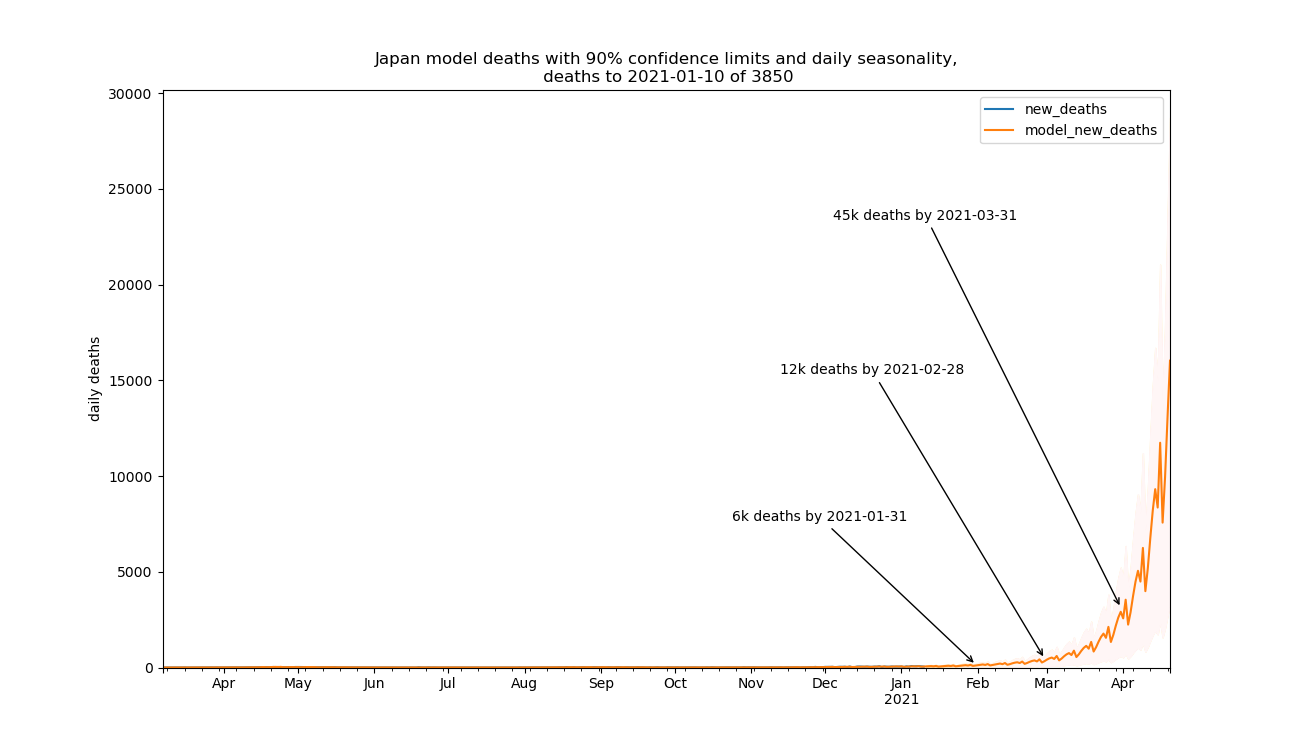 Japan model deaths with 90% confidence limits and daily seasonality,
deaths to 2021-01-10 of 3850
30000
25000
20000
15000
10000
5000
0
daily deaths
new_deaths
model_new_deaths
45k deaths by 2021-03-31
12k deaths by 2021-02-28
6k deaths by 2021-01-31
Apr May Jun Jul Aug Sep Oct Nov Dec Jan Feb Mar Apr
2021